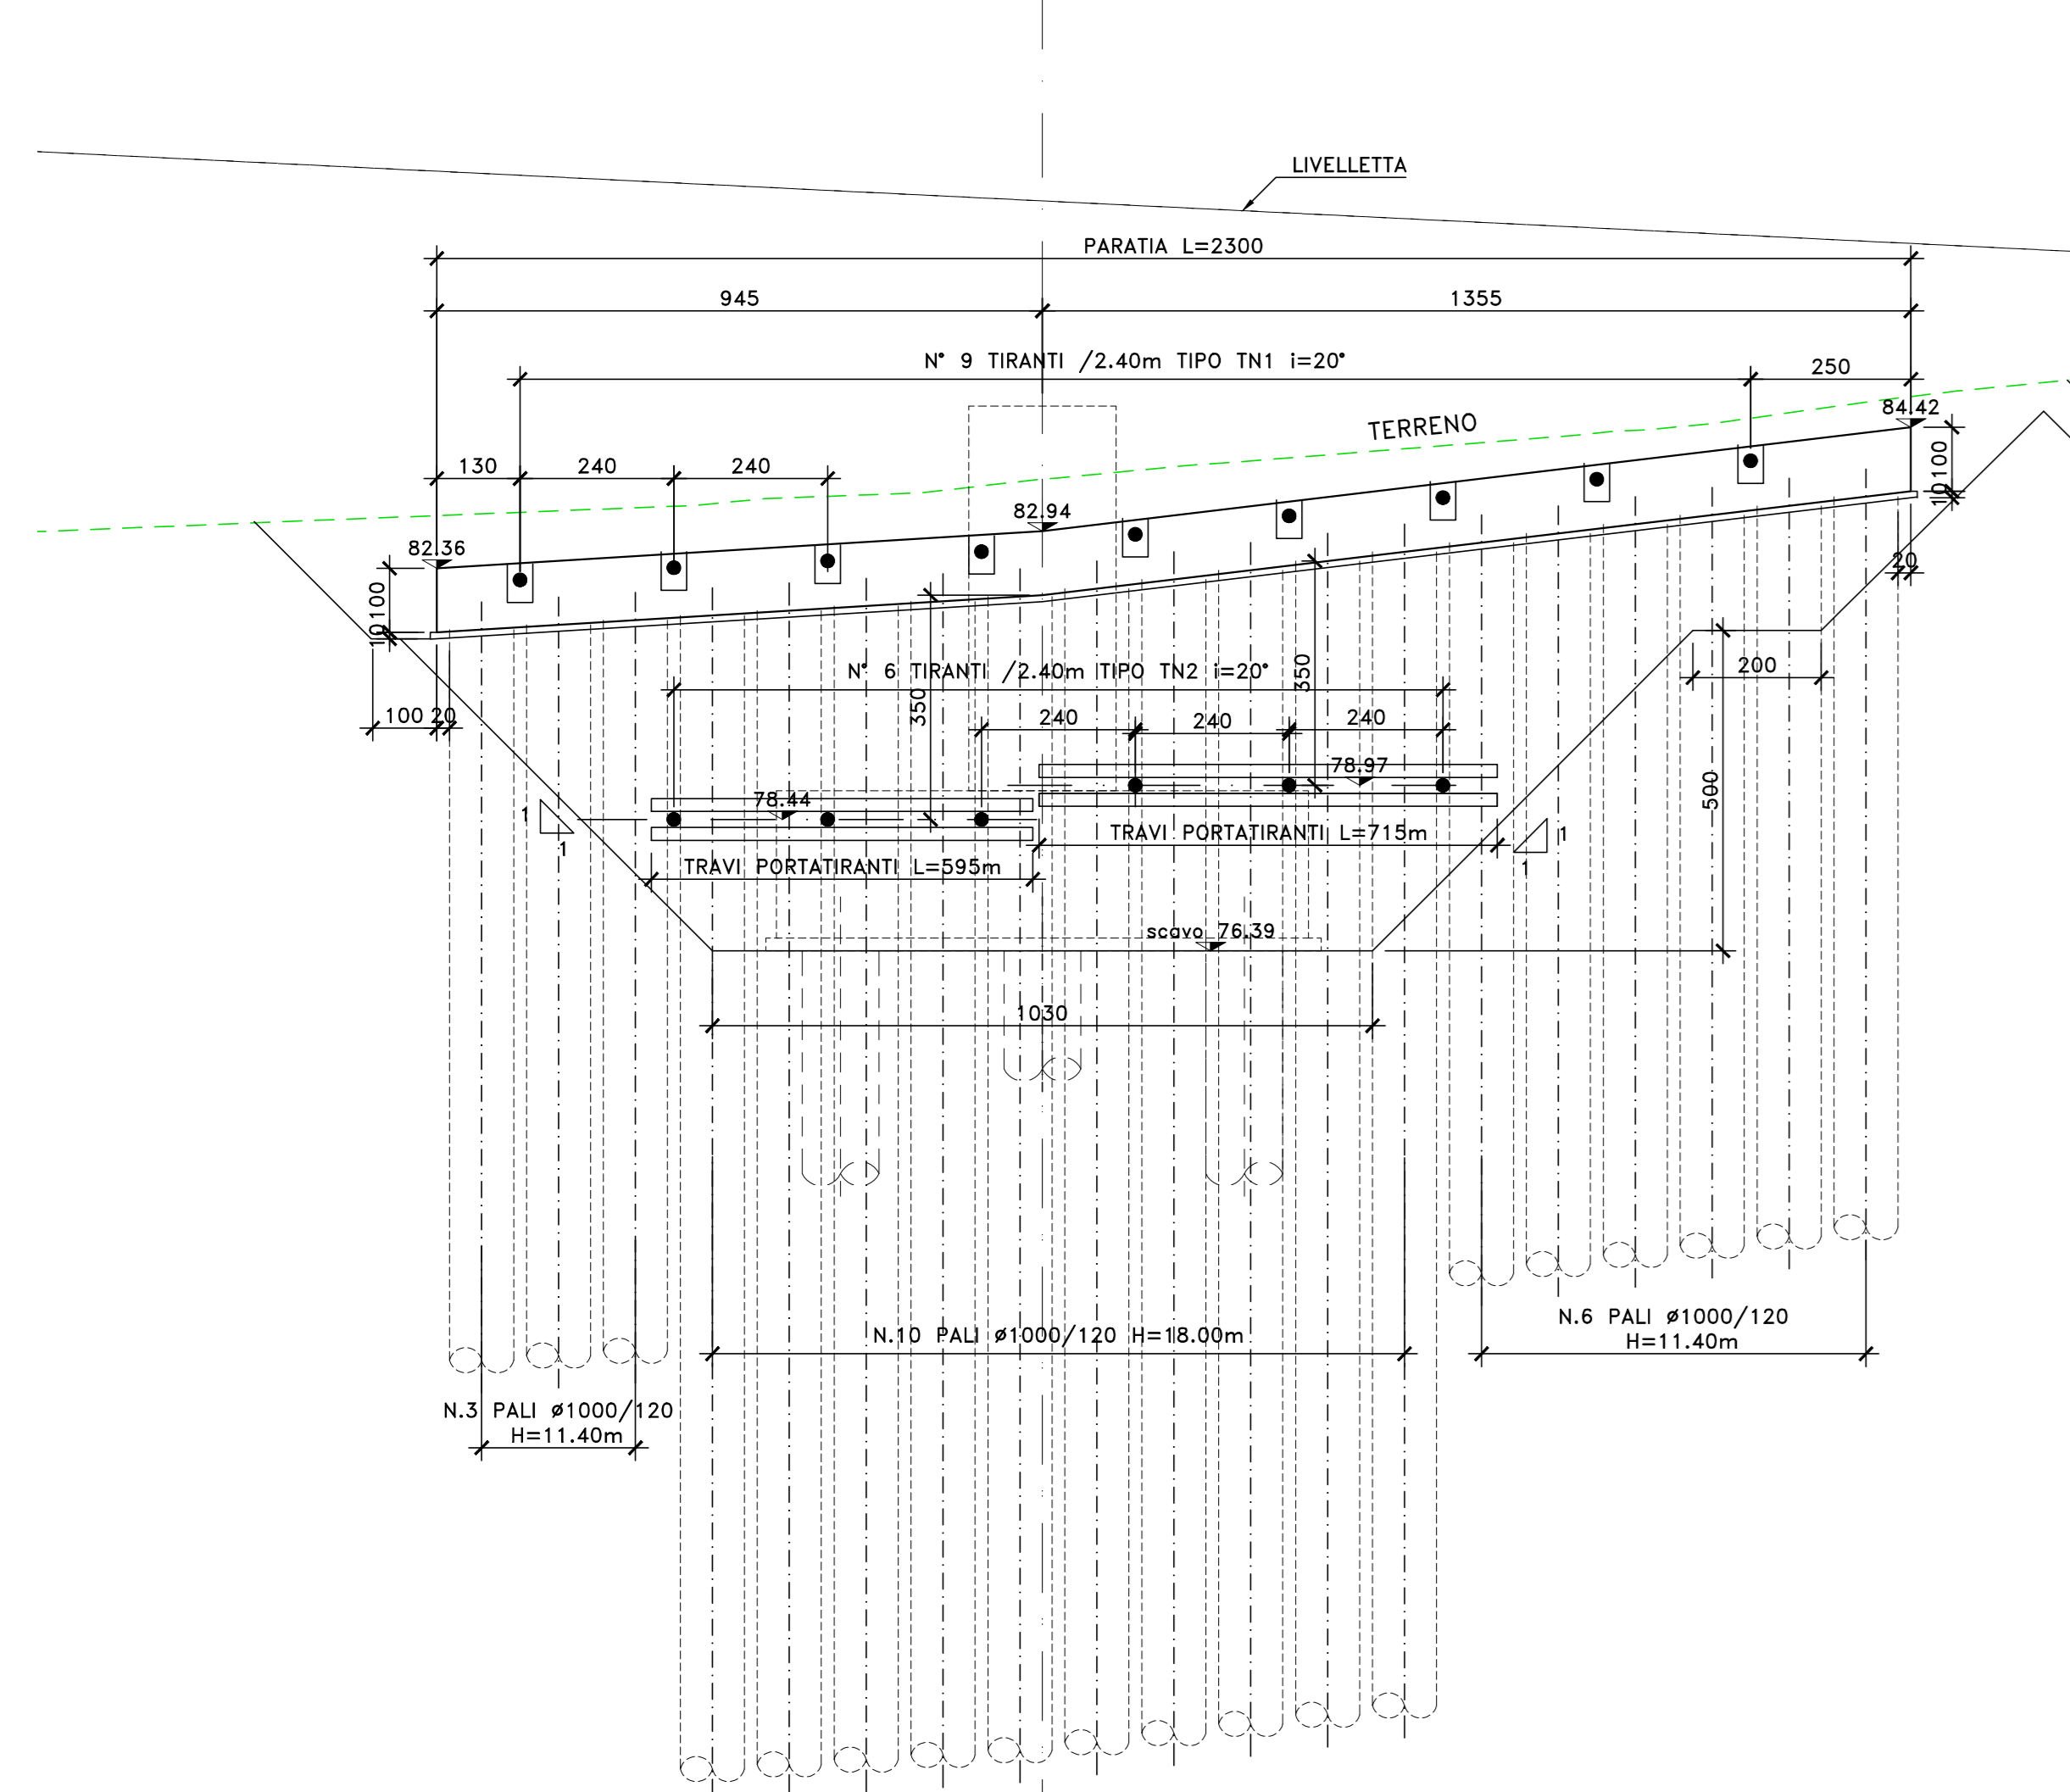 LIVELLETTA
PARATIA L=2300
945
1355
N° 9 TIRANTI /2.40m TIPO TN1 i=20°
250
84.42
TERRENO
130
240
240
10
100
82.94
82.36
10
100
20
N° 6 TIRANTI /2.40m TIPO TN2 i=20°
350
350
200
100
20
240
240
240
78.97
78.44
500
1
1
TRAVI PORTATIRANTI L=715m
1
1
TRAVI PORTATIRANTI L=595m
scavo 76.39
1030
N.6 PALI ø1000/120
H=11.40m
N.10 PALI ø1000/120 H=18.00m
N.3 PALI ø1000/120
H=11.40m